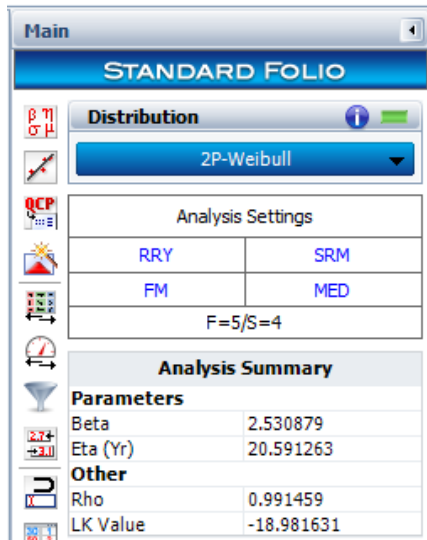 Main
STANDARD FOLIO
β η
σ μ
Distribution
2P-Weibull
QCP
Analysis Settings
RRY SRM
FM MED
F=5/S=4
Analysis Summary
Parameters
Beta 2.530879
Eta (Yr) 20.591263
Other
Rho 0.991459
LK Value -18.981631